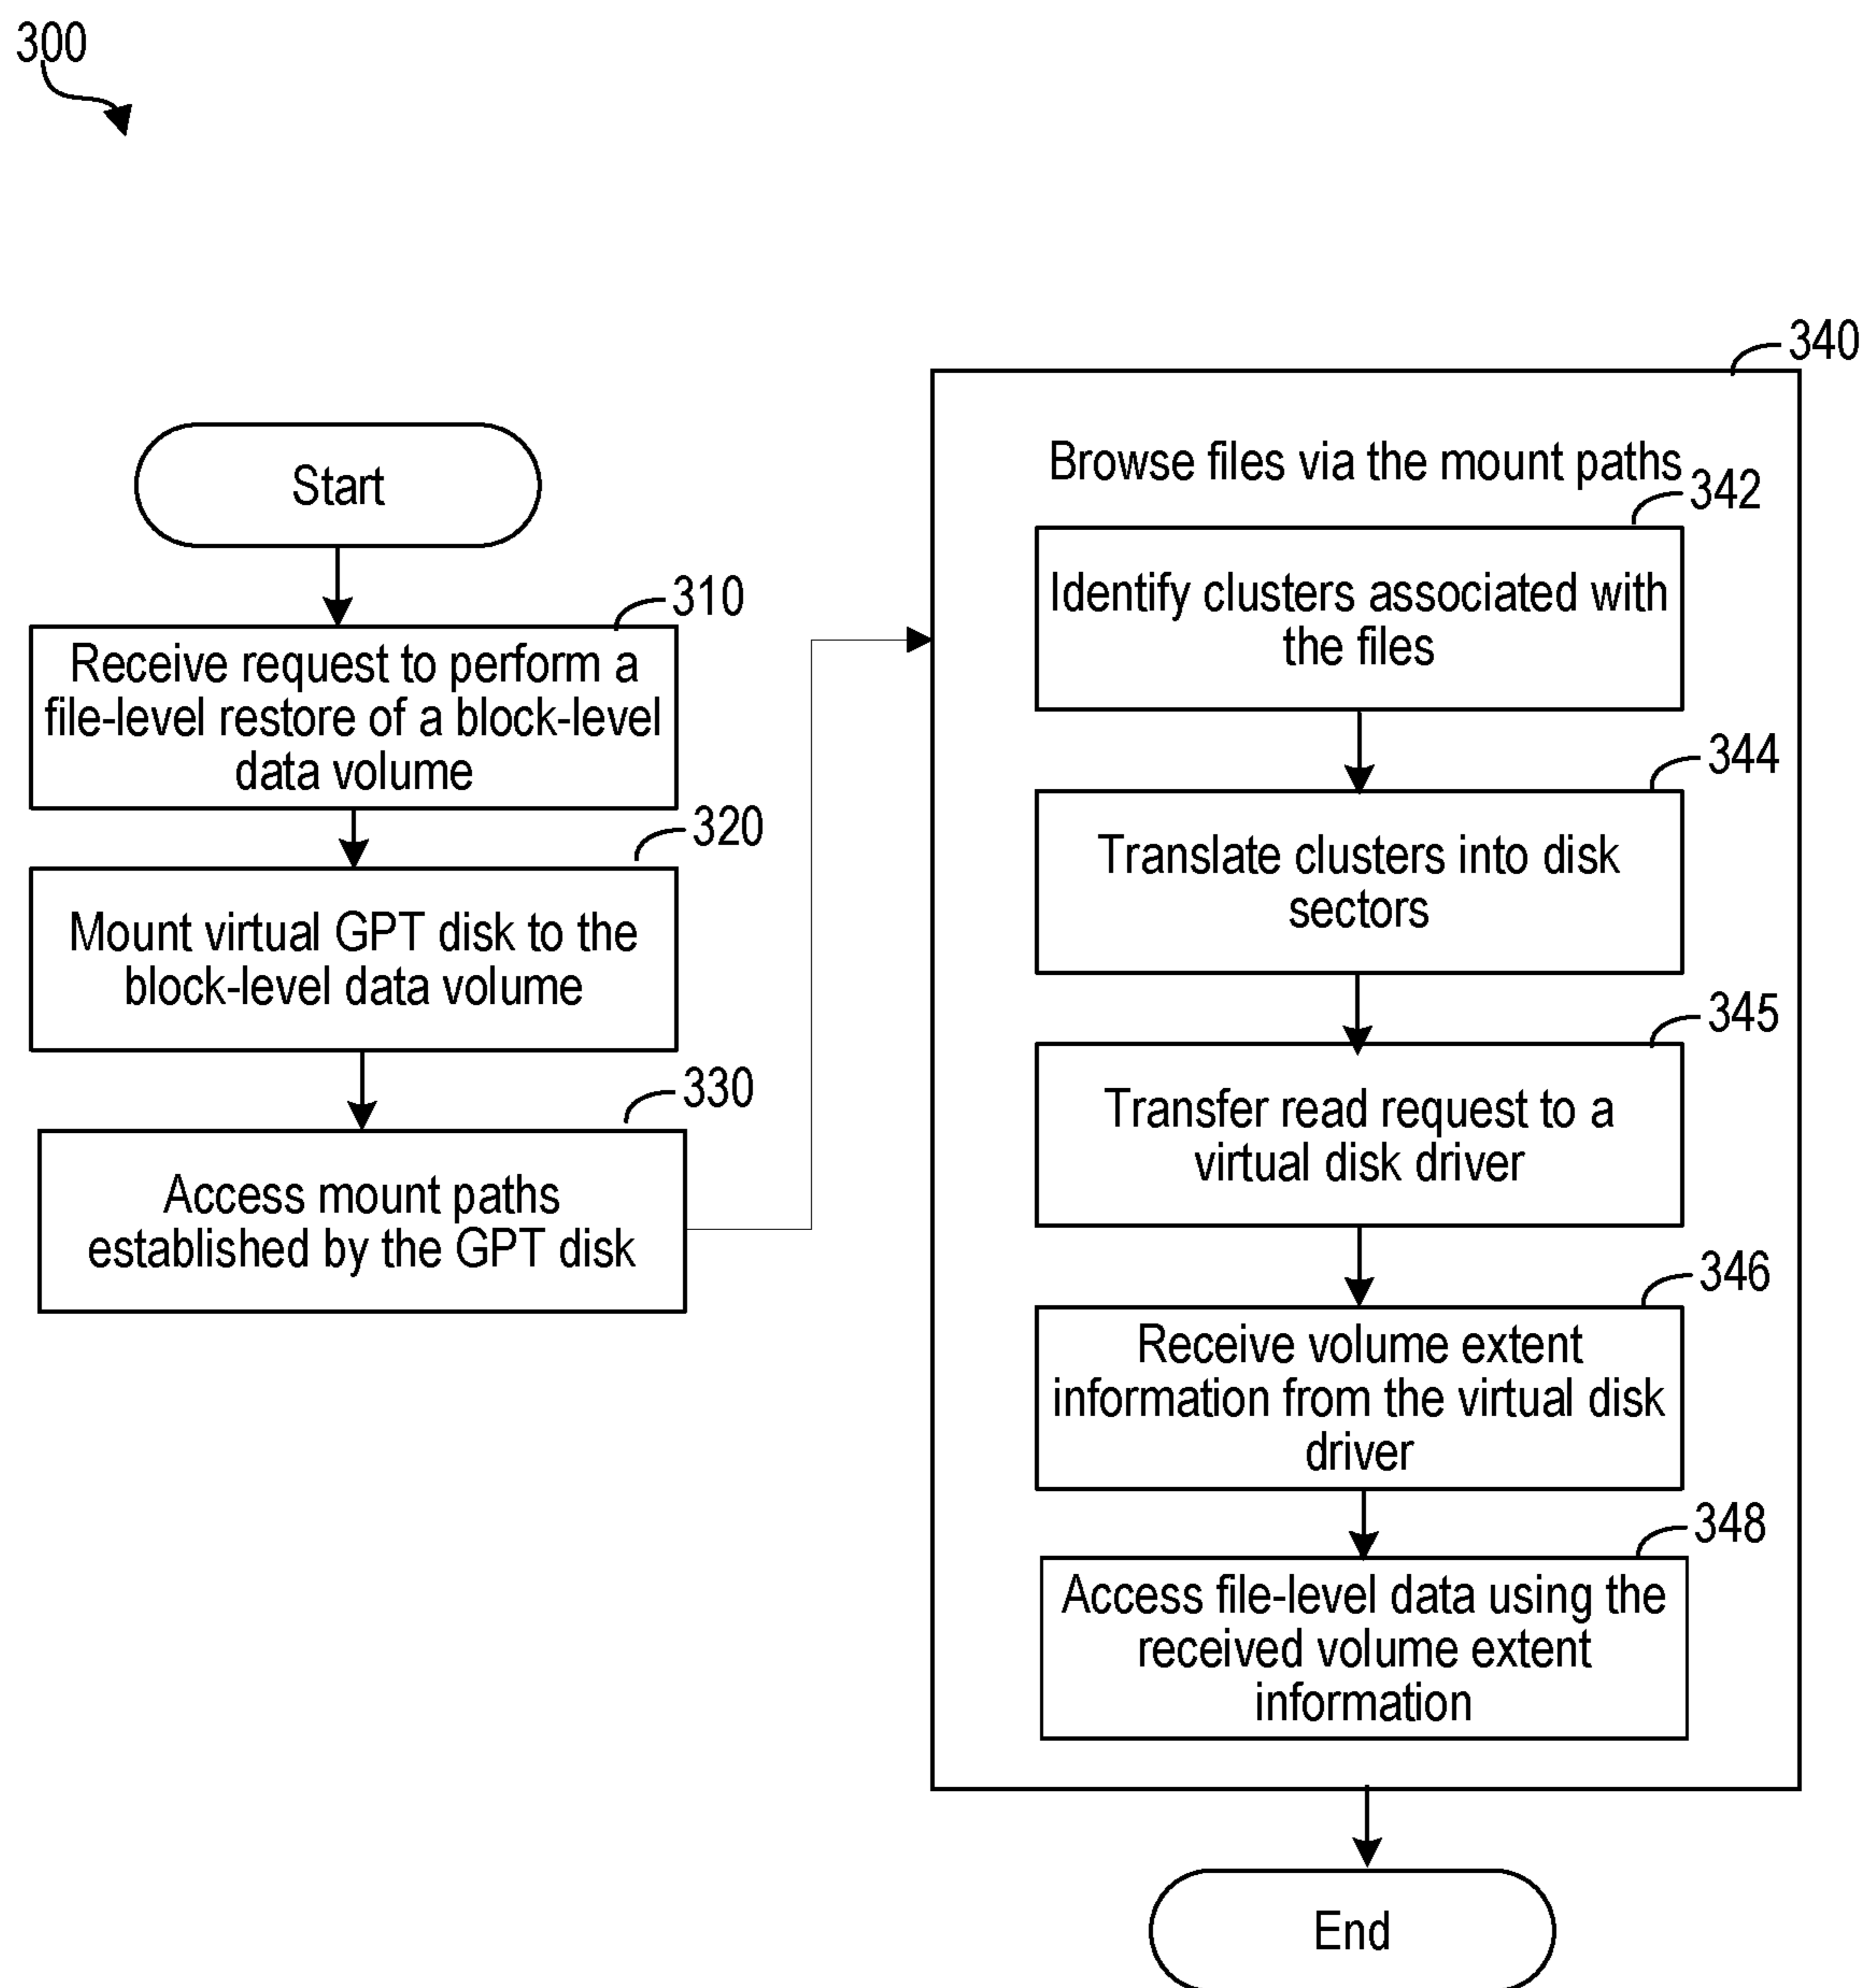 300
Start
310
Receive request to perform a
file-level restore of a block-level
data volume
320
Mount virtual GPT disk to the
block-level data volume
330
Access mount paths
established by the GPT disk
340
Browse files via the mount paths
342
Identify clusters associated with
the files
344
Translate clusters into disk
sectors
345
Transfer read request to a
virtual disk driver
346
Receive volume extent
information from the virtual disk
driver
348
Access file-level data using the
received volume extent
information
End